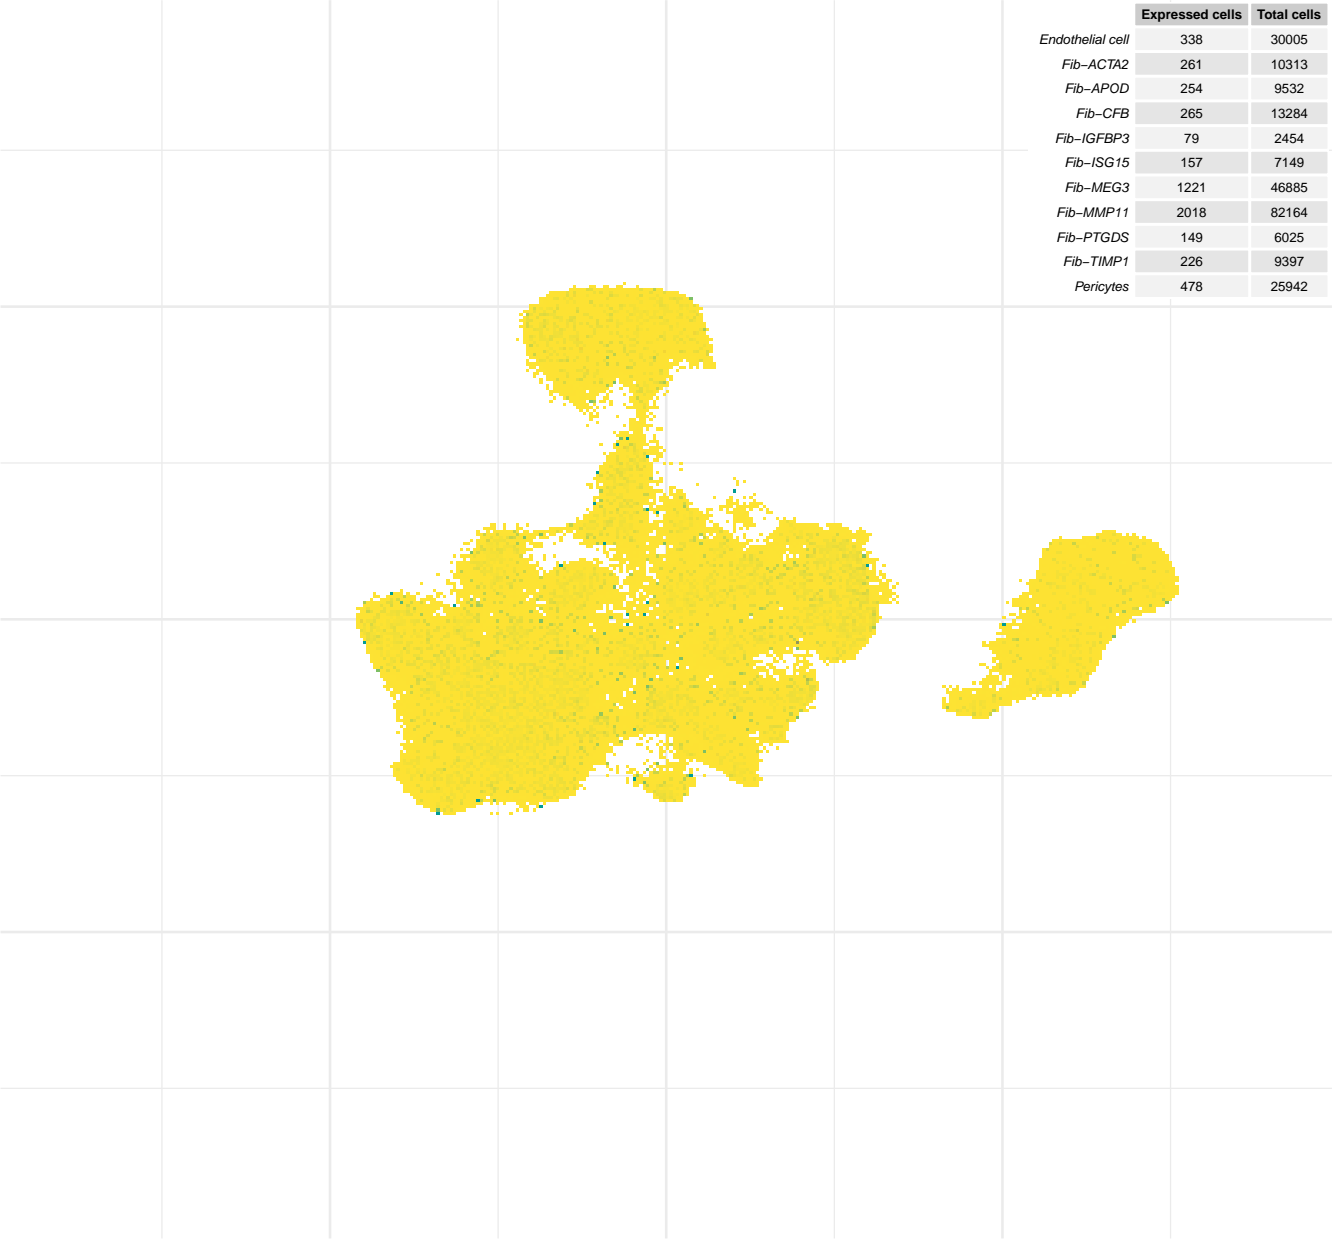 Expressed cells Total cells
Endothelial cell 338 30005
Fib−ACTA2 261 10313
Fib−APOD 254 9532
Fib−CFB 265 13284
Fib−IGFBP3 79 2454
Fib−ISG15 157 7149
Fib−MEG3 1221 46885
Fib−MMP11 2018 82164
Fib−PTGDS 149 6025
Fib−TIMP1 226 9397
Pericytes 478 25942